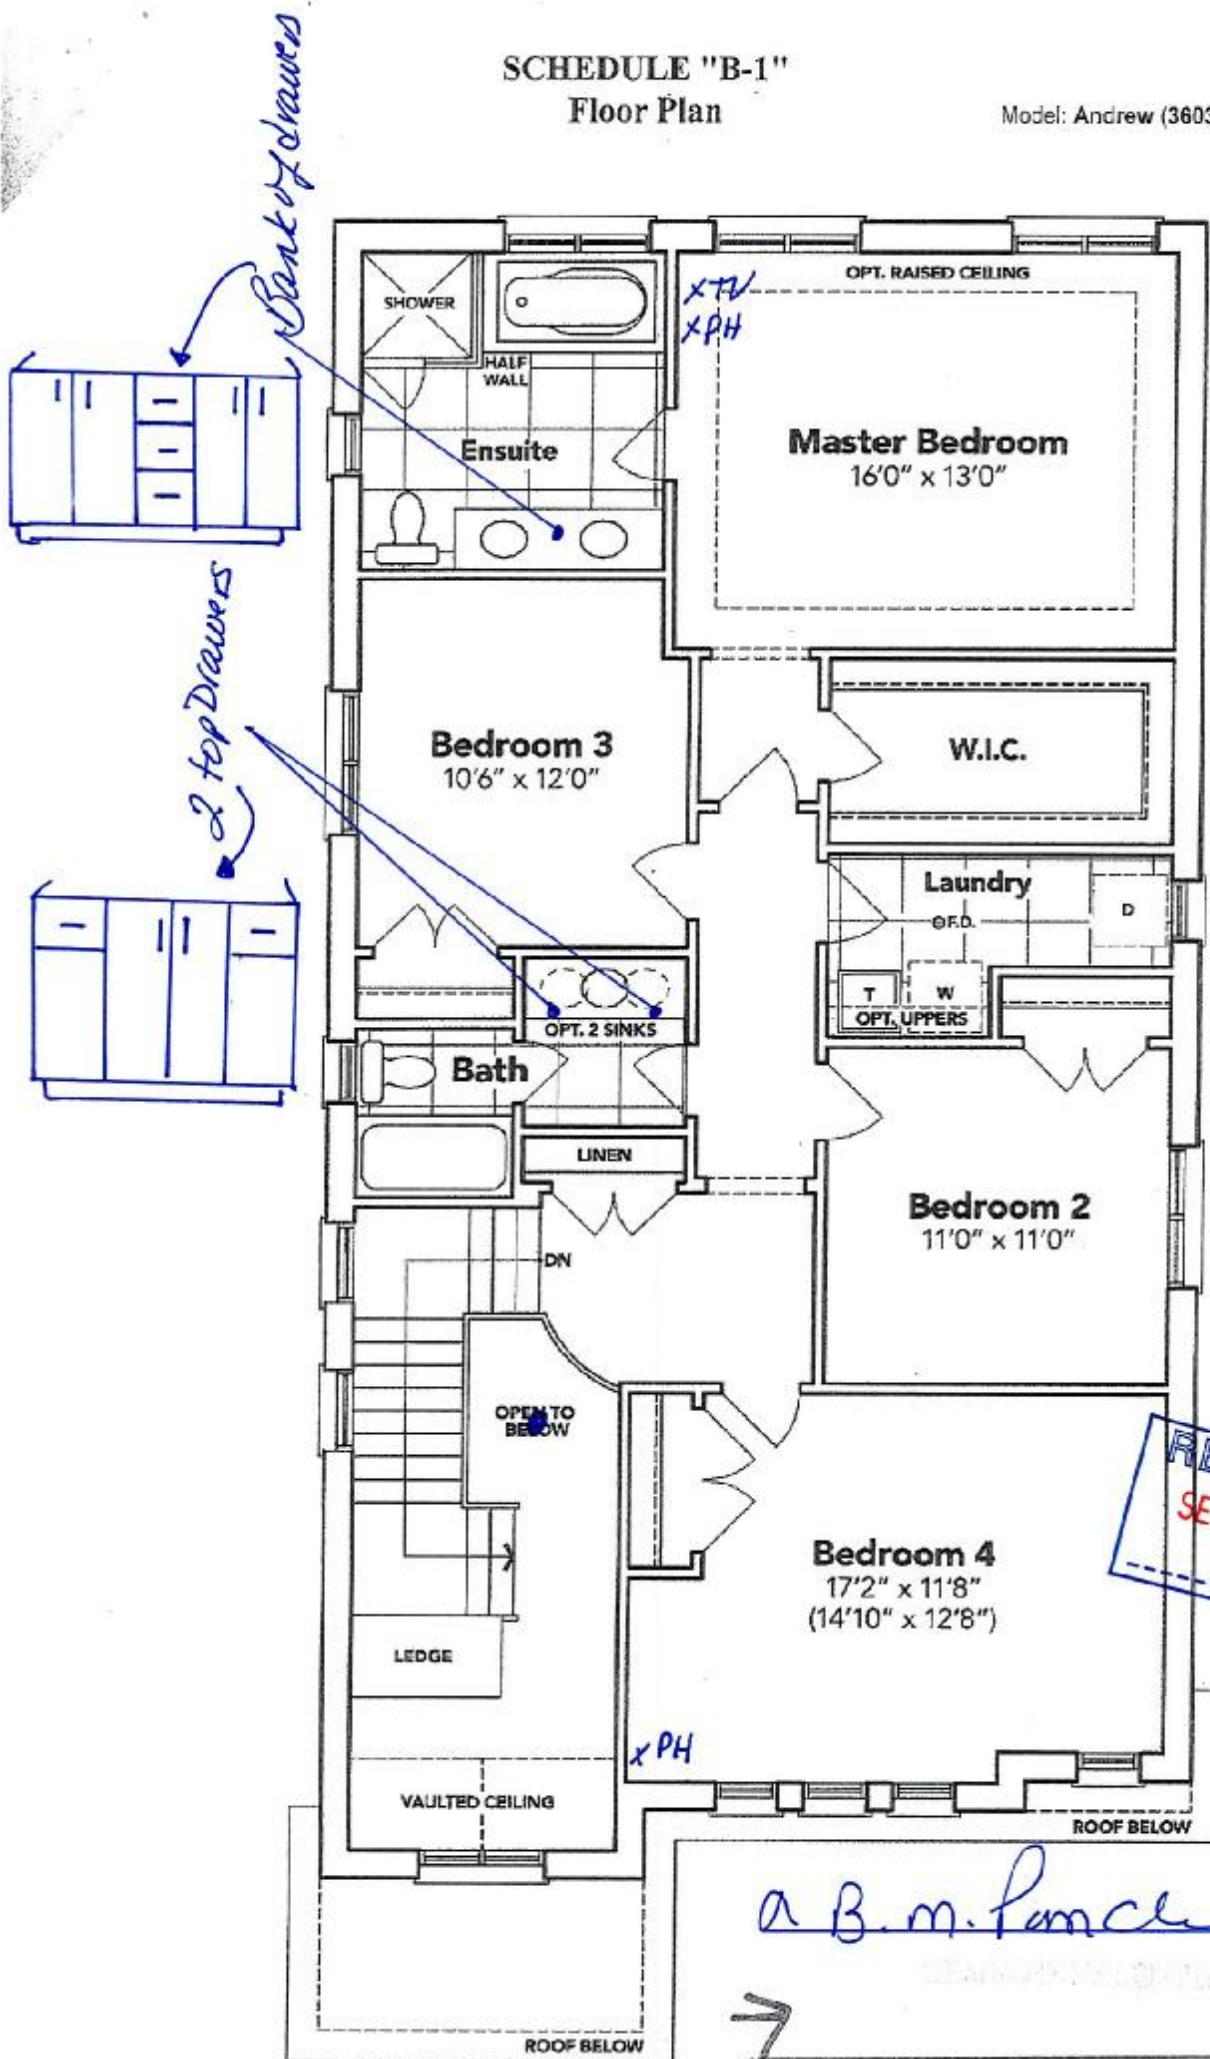 SCHEDULE "B-1"
Floor Plan
Model: Andrew (3603
Bank of drawers
OPT. RAISED CEILING
SHOWER
X TV
X PH
HALF
WALL
Ensuite
Master Bedroom
16'0" x 13'0"
2 top Drawers
Bedroom 3
10'6" x 12'0"
W.I.C.
Laundry
F.D.
D
T
W
OPT. UPPERS
OPT. 2 SINKS
Bath
LINEN
Bedroom 2
11'0" x 11'0"
DN
OPEN TO
BELOW
RE
SE
Bedroom 4
17'2" x 11'8"
(14'10" x 12'8")
LEDGE
X PH
VAULTED CEILING
ROOF BELOW
a B. M.
ROOF BELOW